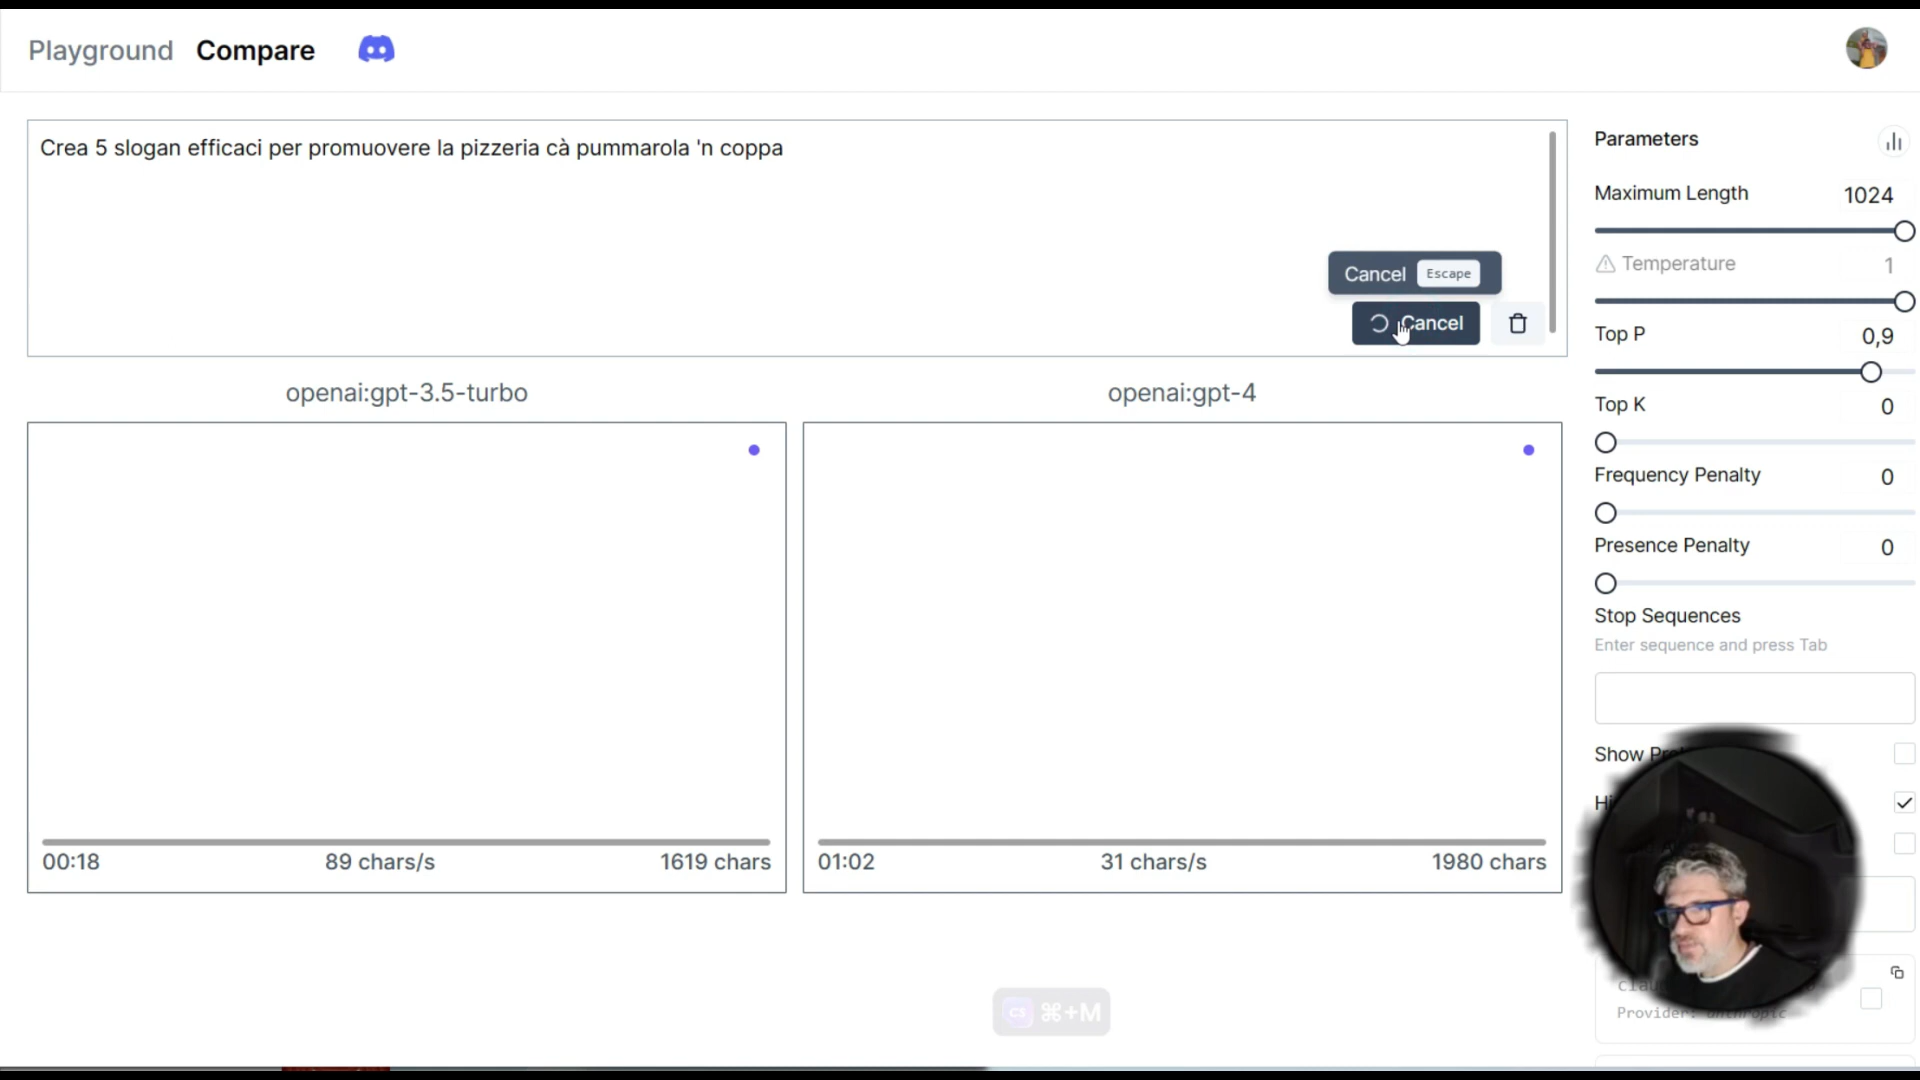 Playground Compare
Crea 5 slogan efficaci per promuovere la pizzeria cà pummarola 'n coppa
Cancel Escape
Cancel
openai:gpt-3.5-turbo
openai:gpt-4
00:18 89 chars/s 1619 chars
01:02 31 chars/s 1980 chars
⌘+M
Parameters
Maximum Length 1024
Temperature 1
Top P 0,9
Top K 0
Frequency Penalty 0
Presence Penalty 0
Stop Sequences
Enter sequence and press Tab
Show
Provider: anthropic